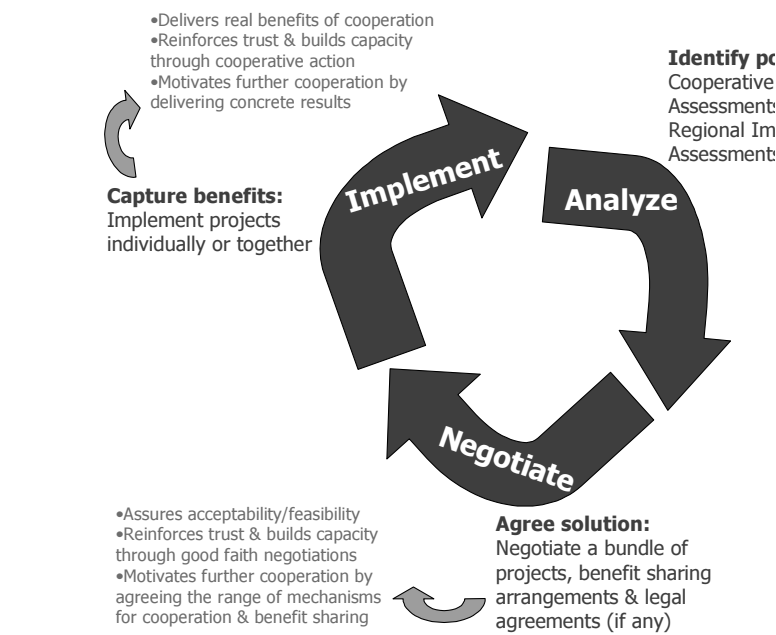 •Delivers real benefits of cooperation
•Reinforces trust & builds capacity
through cooperative action
•Motivates further cooperation by
delivering concrete results
Identify
Cooperative
Assessments
Regional
Assessments
Implement
Analyze
Capture benefits:
Implement projects
individually or together
Negotiate
•Assures acceptability/feasibility
•Reinforces trust & builds capacity
through good faith negotiations
•Motivates further cooperation by
agreeing the range of mechanisms
for cooperation & benefit sharing
Agree solution:
Negotiate a bundle of
projects, benefit sharing
arrangements & legal
agreements (if any)